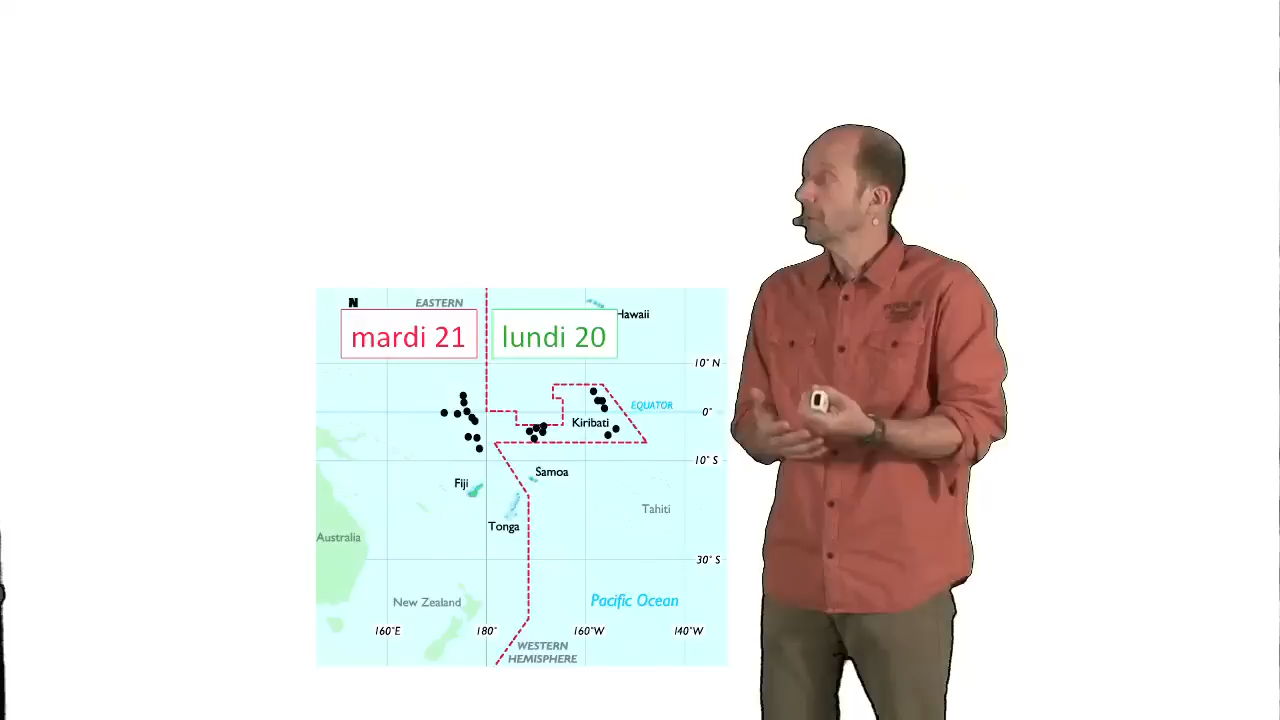 N
EASTERN
Hawaii
mardi 21
lundi 20
10° N
EQUATOR
0°
Kiribati
10° S
Samoa
Fiji
Tahiti
Tonga
Australia
30° S
New Zealand
Pacific Ocean
160°E
180°
160°W
140°W
WESTERN
HEMISPHERE